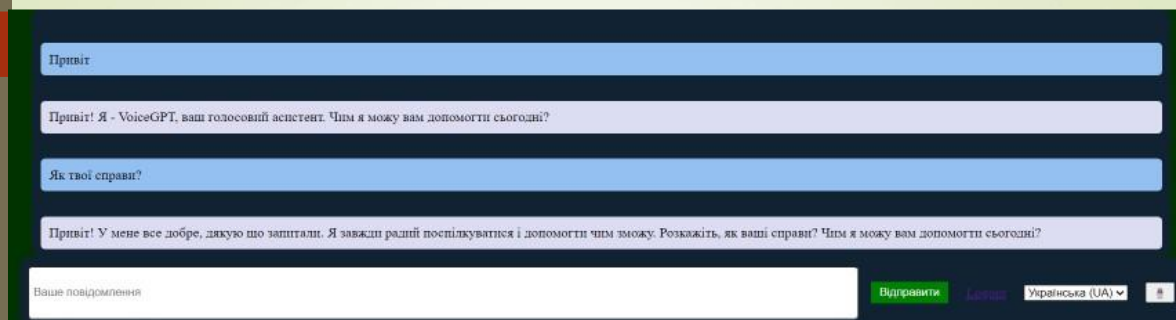 Привіт
Привіт! Я - VoiceGPT, ваш голосовий асистент. Чим я можу вам допомогти сьогодні?
Як твої справи?
Привіт! У мене все добре, дякую що запитали. Я завжди радий поспілкуватися і допомогти чим зможу. Розкажіть, як ваші справи? Чим я можу вам допомогти сьогодні?
Ваше повідомлення
Відправити
Logout
Українська (UA)